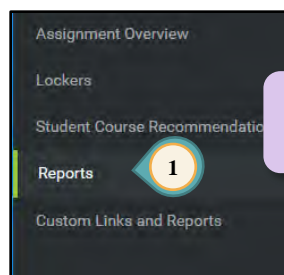 Assignment Overview
Lockers
Student Course Recommendatio
Reports 1
Custom Links and Reports